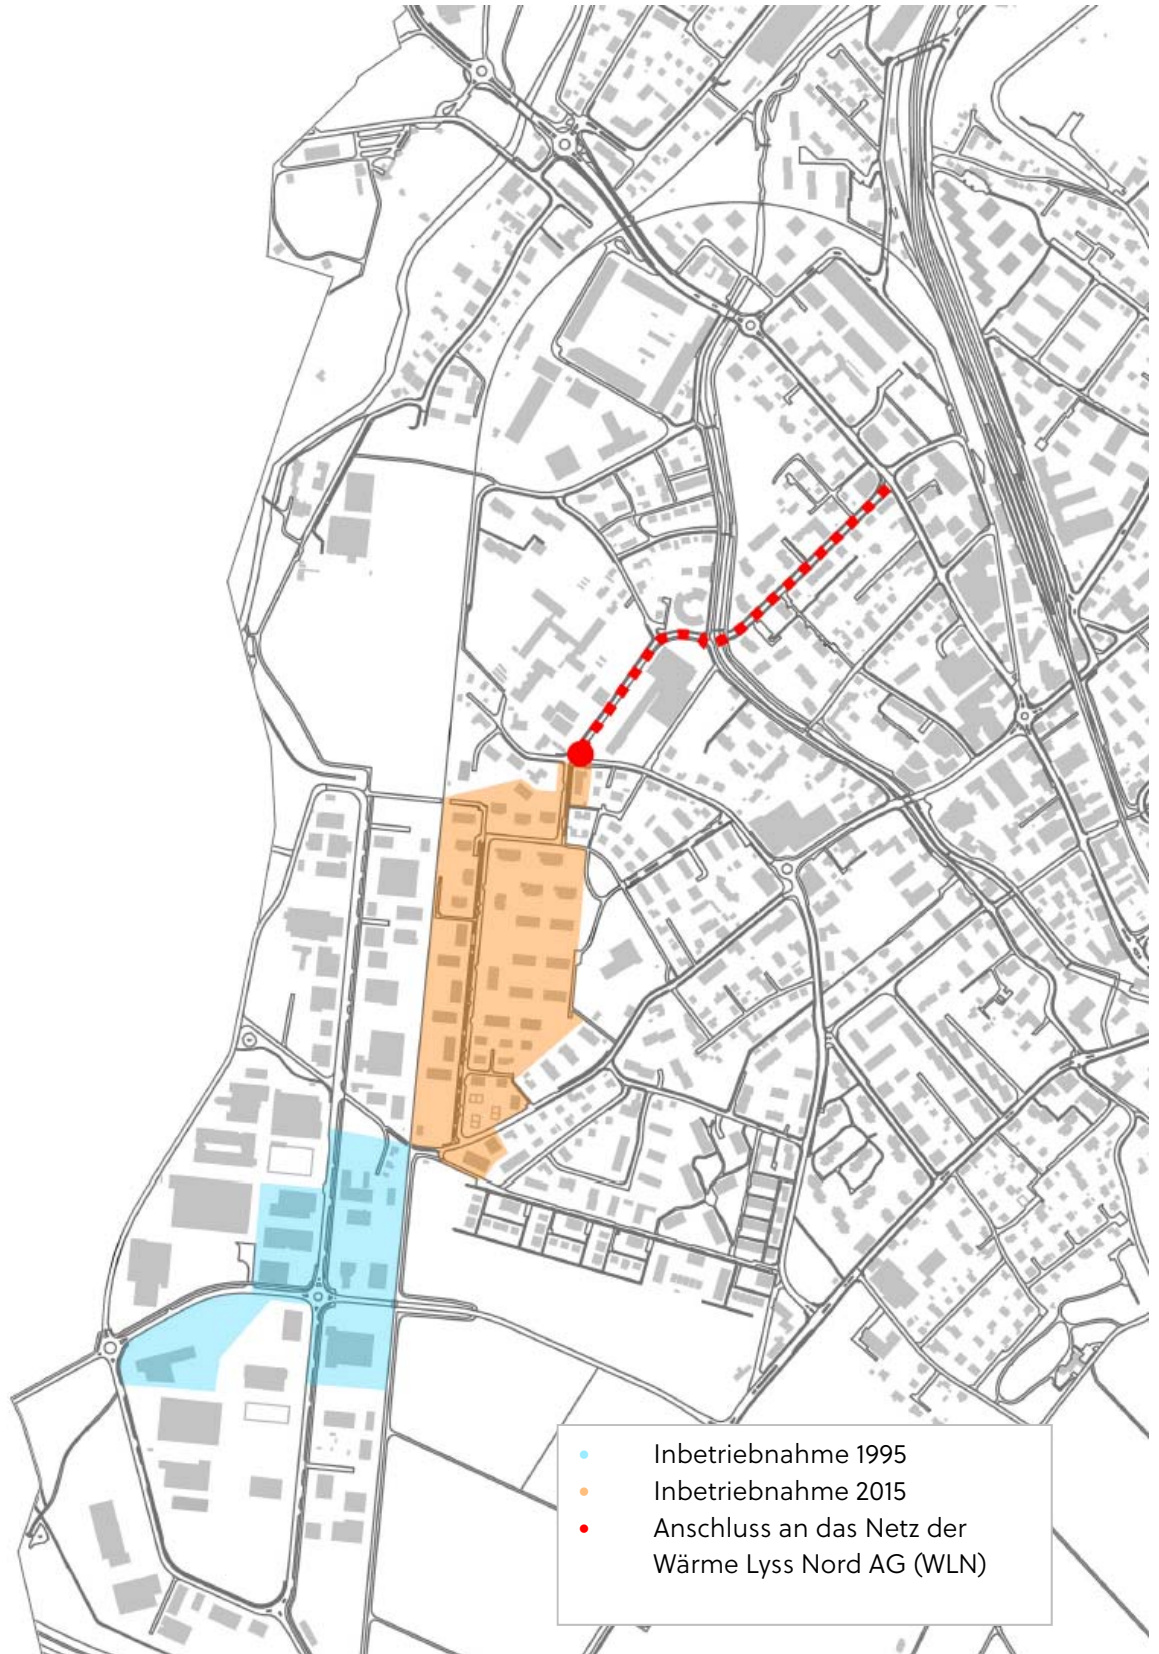 Inbetriebnahme 1995
Inbetriebnahme 2015
Anschluss an das Netz der
Wärme Lyss Nord AG (WLN)